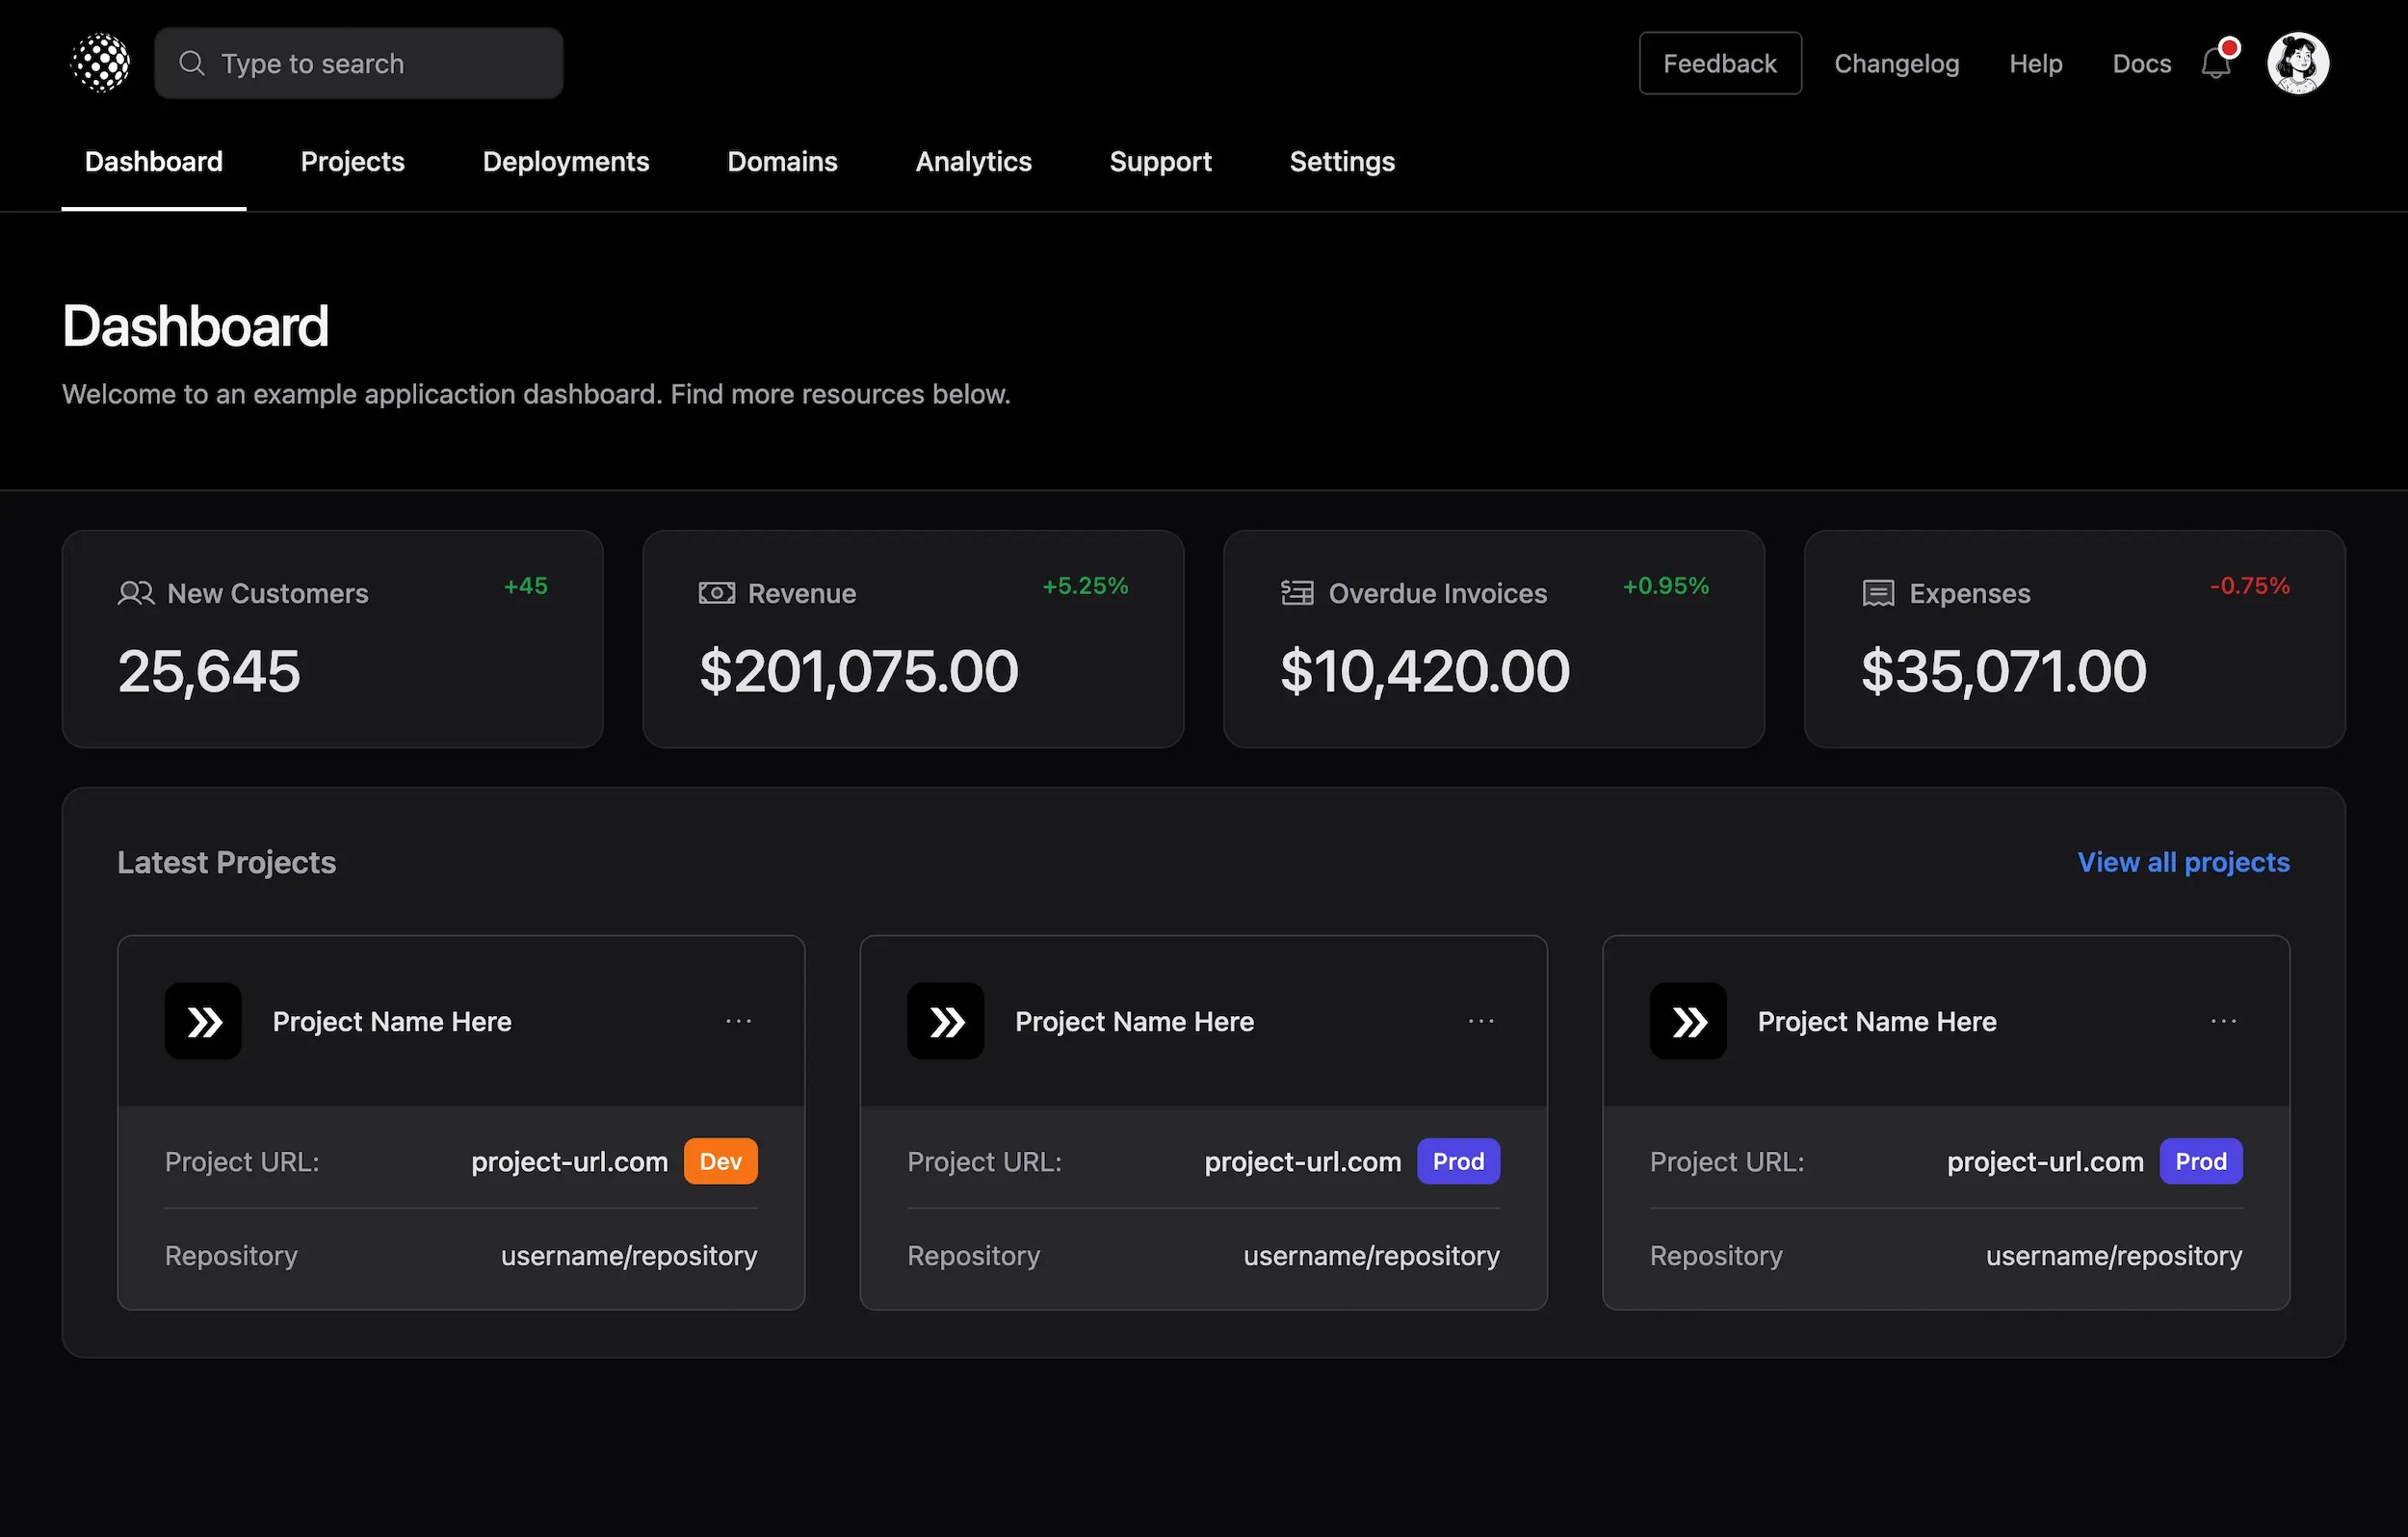 Type to search
Feedback
Changelog
Help
Docs
Dashboard
Projects
Deployments
Domains
Analytics
Support
Settings
Dashboard
Welcome to an example applicaction dashboard. Find more resources below.
New Customers
+45
25,645
Revenue
+5.25%
$201,075.00
Overdue Invoices
+0.95%
$10,420.00
Expenses
-0.75%
$35,071.00
Latest Projects
View all projects
Project Name Here
Project URL:
project-url.com
Dev
Repository
username/repository
Project Name Here
Project URL:
project-url.com
Prod
Repository
username/repository
Project Name Here
Project URL:
project-url.com
Prod
Repository
username/repository